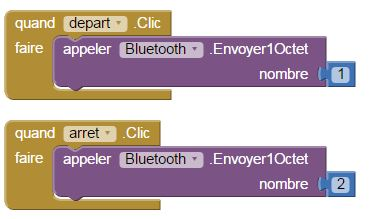 quand depart .Clic
faire appeler Bluetooth .Envoyer1Octet
nombre 1
quand arret .Clic
faire appeler Bluetooth .Envoyer1Octet
nombre 2